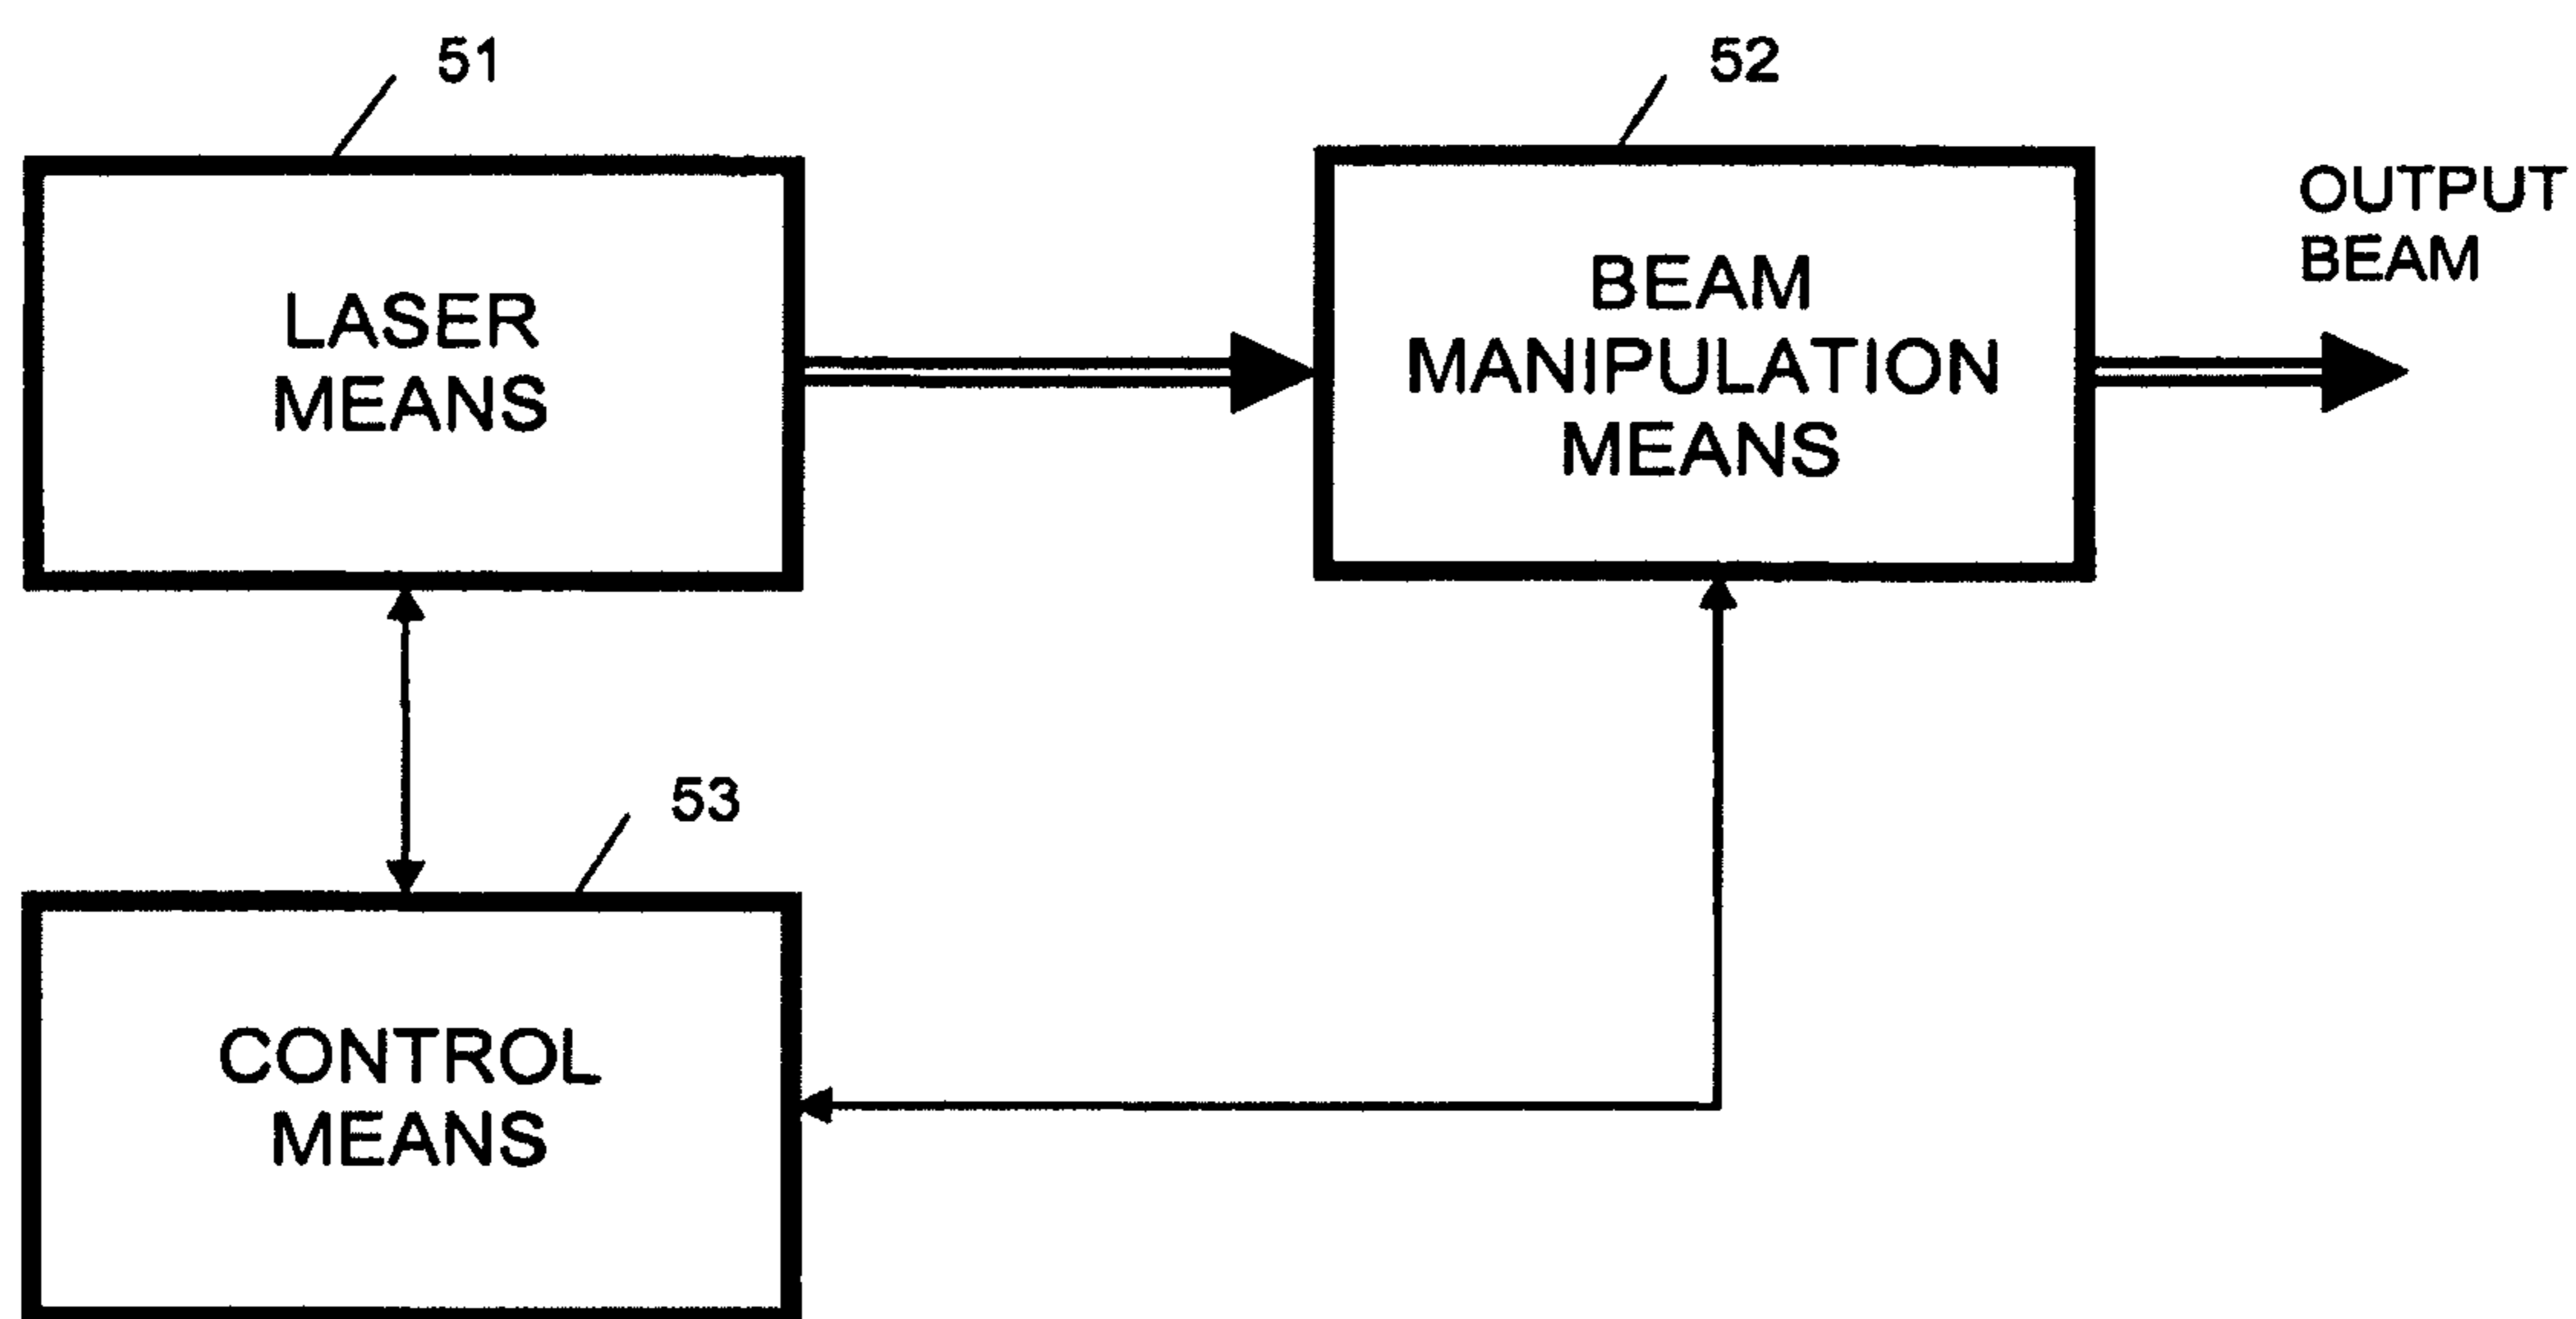 51
LASER
MEANS
52
BEAM
MANIPULATION
MEANS
OUTPUT
BEAM
53
CONTROL
MEANS